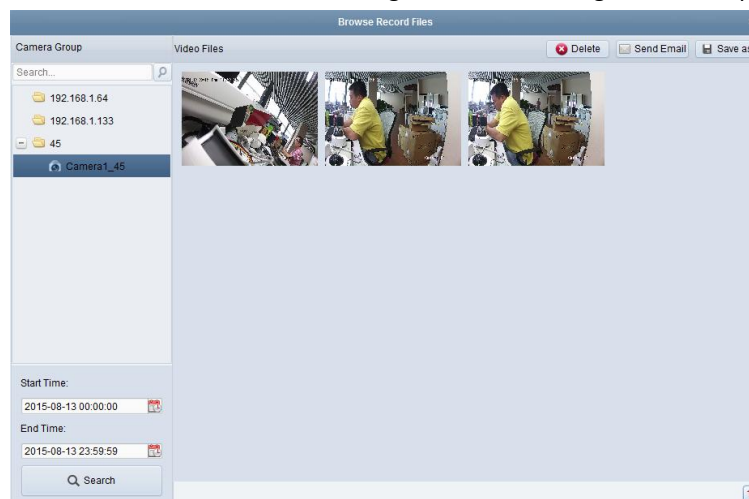 Browse Record Files
Camera Group
Video Files
Delete
Send Email
Save as
Search...
192.168.1.64
192.168.1.133
45
Camera1_45
Start Time:
2015-08-13 00:00:00
End Time:
2015-08-13 23:59:59
Search